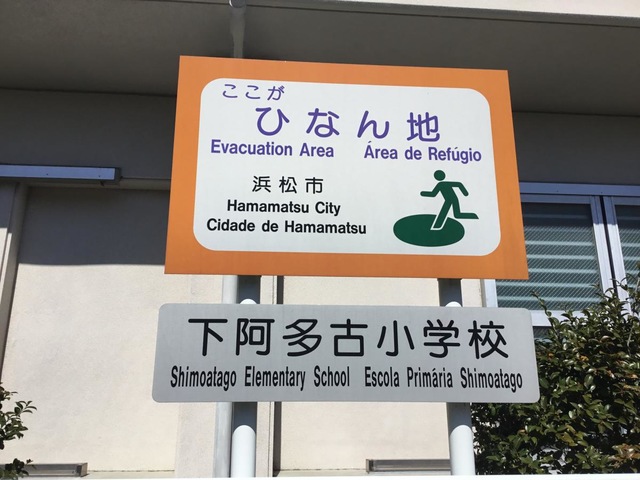 ここが
ひなん地
Evacuation Area Área de Refúgio
浜松市
Hamamatsu City
Cidade de Hamamatsu
下阿多古小学校
Shimoatago Elementary School Escola Primária Shimoatago